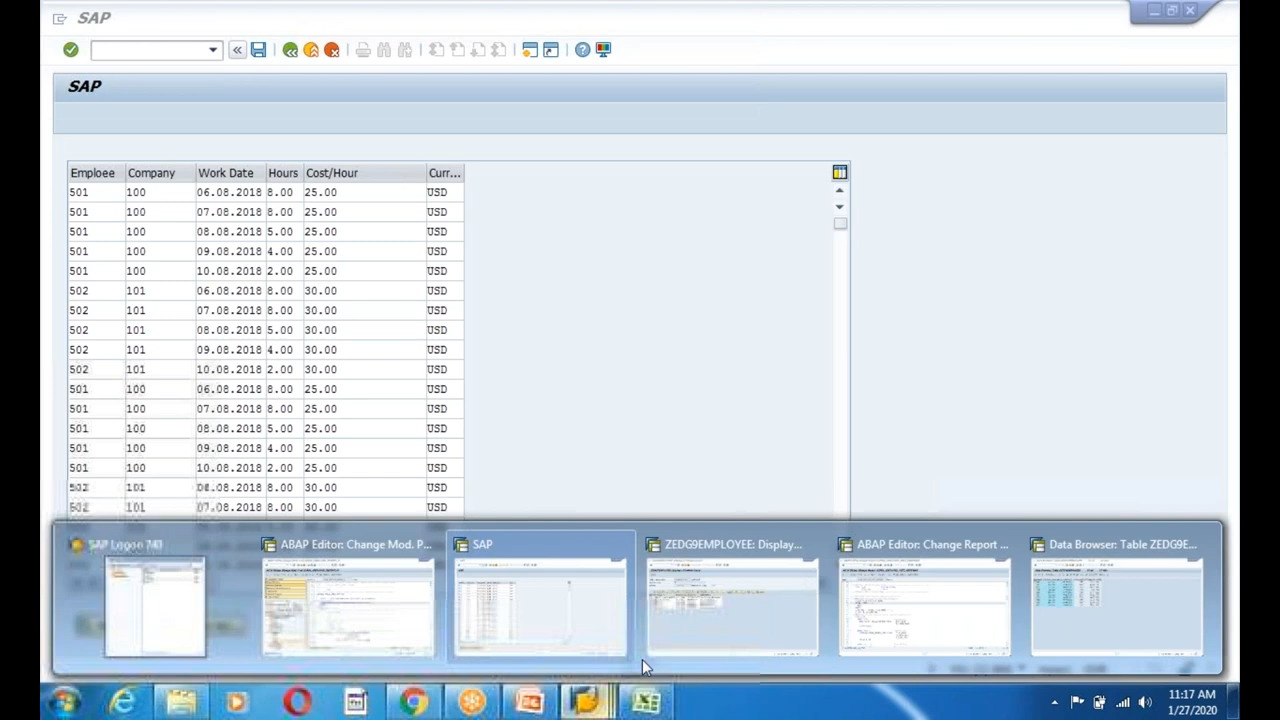 SAP
SAP
Emploee Company Work Date Hours Cost/Hour Curr...
501 100 06.08.2018 8.00 25.00 USD
501 100 07.08.2018 8.00 25.00 USD
501 100 08.08.2018 5.00 25.00 USD
501 100 09.08.2018 4.00 25.00 USD
501 100 10.08.2018 2.00 25.00 USD
502 101 06.08.2018 8.00 30.00 USD
502 101 07.08.2018 8.00 30.00 USD
502 101 08.08.2018 5.00 30.00 USD
502 101 09.08.2018 4.00 30.00 USD
502 101 10.08.2018 2.00 30.00 USD
501 100 06.08.2018 8.00 25.00 USD
501 100 07.08.2018 8.00 25.00 USD
501 100 08.08.2018 5.00 25.00 USD
501 100 09.08.2018 4.00 25.00 USD
501 100 10.08.2018 2.00 25.00 USD
502 101 06.08.2018 8.00 30.00 USD
502 101 07.08.2018 8.00 30.00 USD
SAP Logon 740 ABAP Editor: Change Mod. P... SAP ZEDG9EMPLOYEE: Display... ABAP Editor: Change Report ... Data Browser: Table ZEDG9E...
11:17 AM
1/27/2020